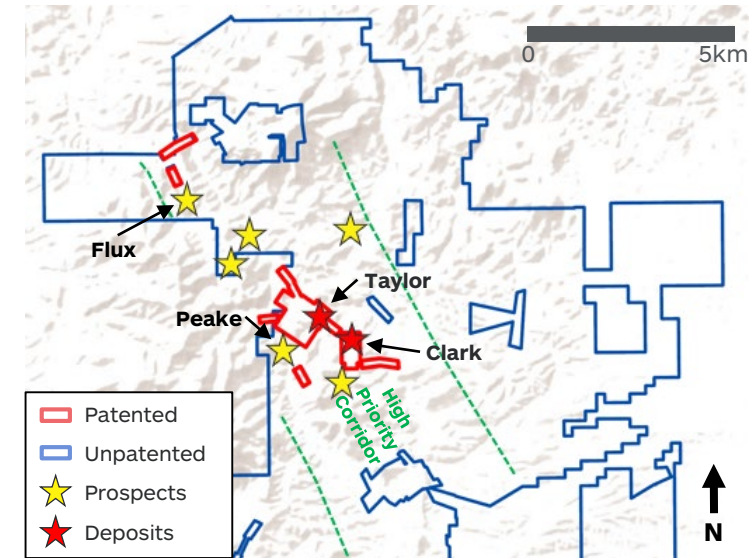 0 5km
Flux
Taylor
Peake
Clark
High
Priority
Corridor
Patented
Unpatented
Prospects
Deposits
N